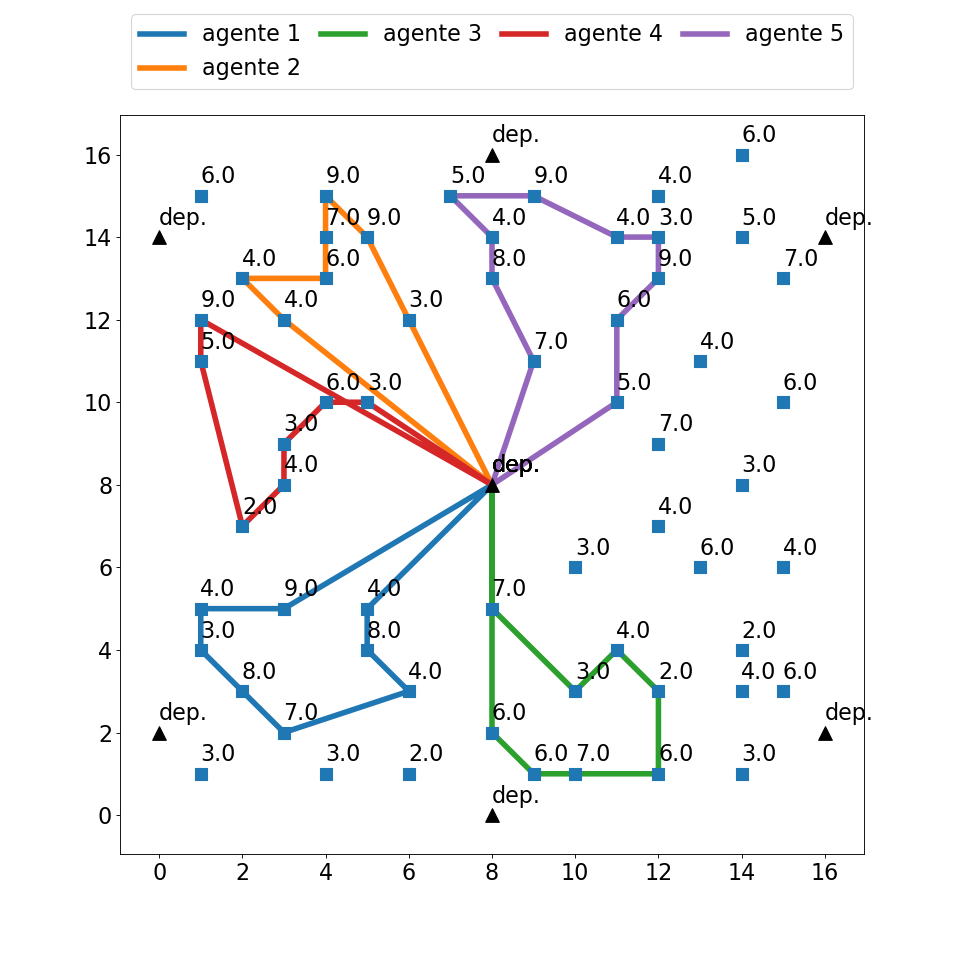 agente 1 agente 3 agente 4 agente 5
agente 2
16
14
12
10
8
6
4
2
0
dep. 6.0
6.0 9.0 5.0 9.0 4.0
dep. 7.0 9.0 4.0 4.0 3.0 5.0 dep.
4.0 6.0 8.0 9.0 7.0
9.0 4.0 3.0 6.0
5.0 7.0 4.0
6.0 3.0 5.0 6.0
3.0 7.0
4.0 dep. dep. 3.0
2.0 4.0
3.0 6.0 4.0
4.0 9.0 4.0 7.0
3.0 8.0 4.0 2.0
8.0 4.0 3.0 2.0 4.0 6.0
dep. 7.0 6.0 dep.
3.0 3.0 2.0 6.0 7.0 6.0 3.0
dep.
0 2 4 6 8 10 12 14 16